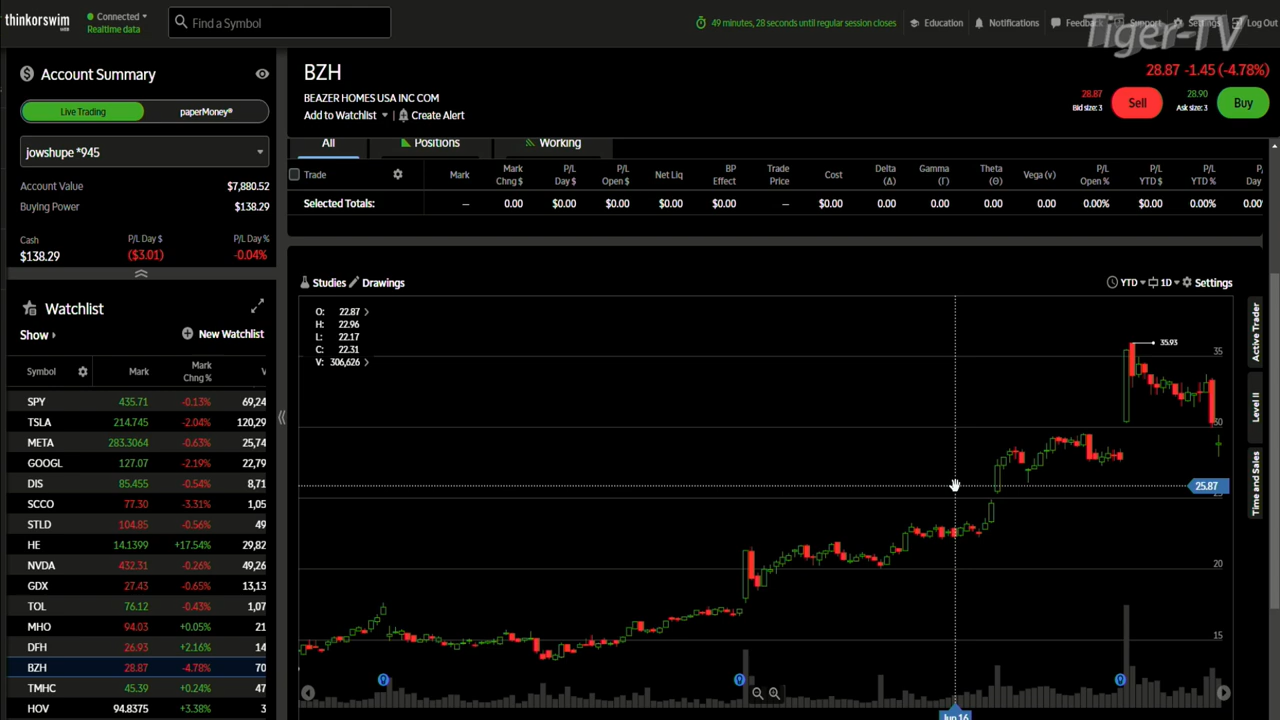 thinkorswim
WEB
Connected
Realtime data
Find a Symbol
49 minutes, 28 seconds until regular session closes
Education
Notifications
Feedback
Support
Settings
Log Out
Tiger-TV
Account Summary
Live Trading
paperMoney®
jowshupe *945
Account Value
$7,880.52
Buying Power
$138.29
Cash
P/L Day $
P/L Day %
$138.29
($3.01)
-0.04%
Watchlist
Show
New Watchlist
Symbol Mark Mark Chng % V
SPY 435.71 -0.13% 69,24
TSLA 214.745 -2.04% 120,29
META 283.3064 -0.63% 25,74
GOOGL 127.07 -2.19% 22,79
DIS 85.455 -0.54% 8,71
SCCO 77.30 -3.31% 1,05
STLD 104.85 -0.56% 49
HE 14.1399 +17.54% 29,82
NVDA 432.31 -0.26% 49,26
GDX 27.43 -0.65% 13,13
TOL 76.12 -0.43% 1,07
MHO 94.03 +0.05% 21
DFH 26.93 +2.16% 14
BZH 28.87 -4.78% 70
TMHC 45.39 +0.24% 47
HOV 94.8375 +3.38% 3
BZH
BEAZER HOMES USA INC COM
Add to Watchlist
Create Alert
28.87 -1.45 (-4.78%)
28.87
Bid size: 3
Sell
28.90
Ask size: 3
Buy
All
Positions
Working
Trade Mark Mark Chng $ P/L Day $ P/L Open $ Net Liq BP Effect Trade Price Cost Delta (Δ) Gamma (Γ) Theta (Θ) Vega (v) P/L Open % P/L YTD $ P/L YTD % P/ Day
Selected Totals: — 0.00 $0.00 $0.00 $0.00 $0.00 — $0.00 0.00 0.00 0.00 0.00 0.00% $0.00 0.00% 0.00
Studies
Drawings
YTD
1D
Settings
O: 22.87
H: 22.96
L: 22.17
C: 22.31
V: 306,626
35.93
35
30
25.87
20
15
Jun 16
Active Trader
Level II
Time and Sales